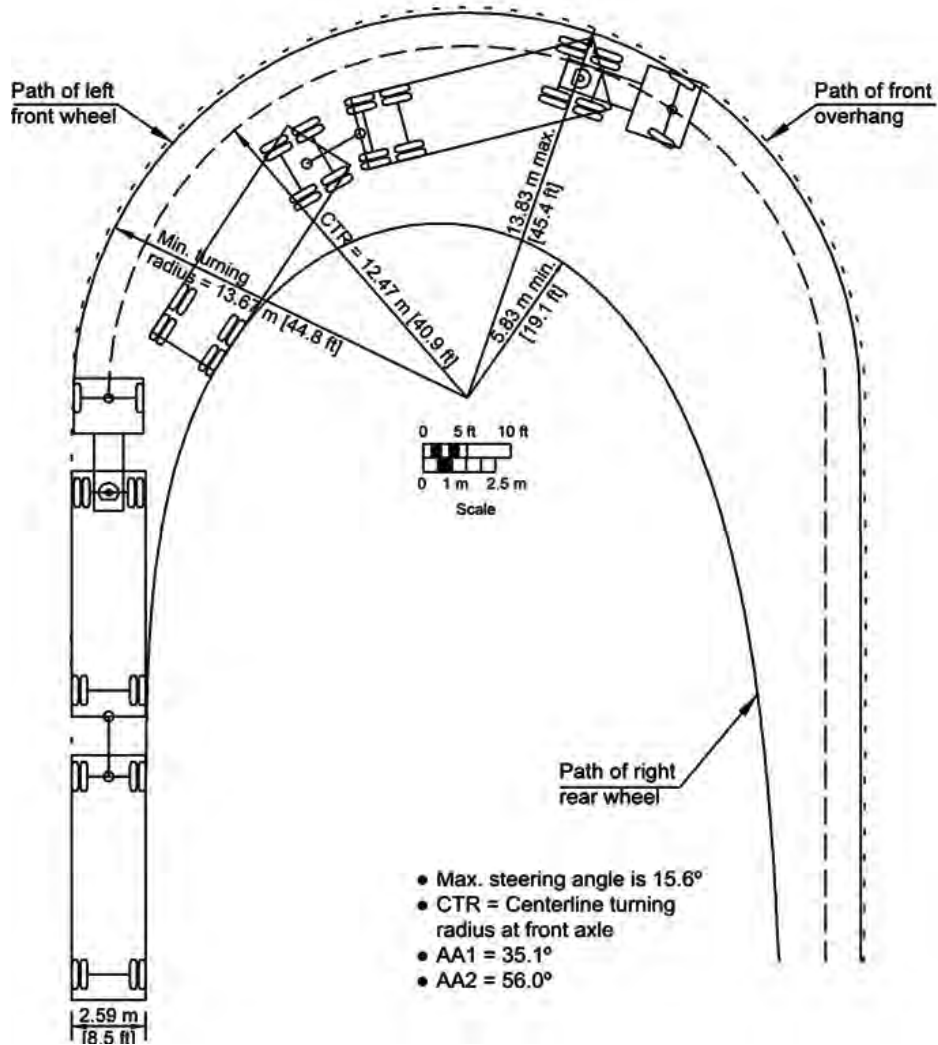 Path of left
front wheel
Path of front
overhang
13.83 m max.
[45.4 ft]
CTR = 12.47 m [40.9 ft]
Min. turning
radius = 13.67 m [44.8 ft]
5.83 m min.
[19.1 ft]
0 5 ft 10 ft
0 1 m 2.5 m
Scale
Path of right
rear wheel
● Max. steering angle is 15.6º
● CTR = Centerline turning
radius at front axle
● AA1 = 35.1º
● AA2 = 56.0º
2.59 m
[8.5 ft]